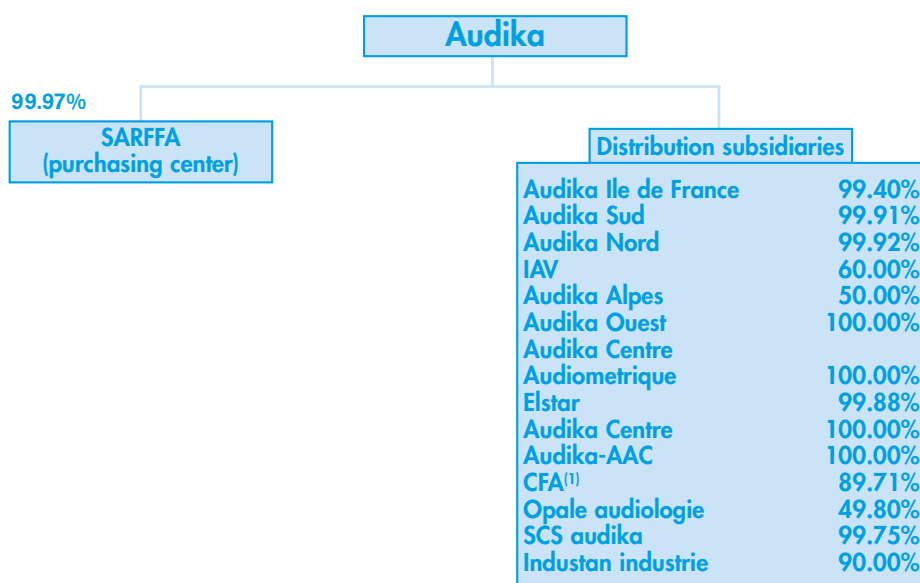 Audika
99.97%
SARFFA
(purchasing center)
Distribution subsidiaries
Audika Ile de France 99.40%
Audika Sud 99.91%
Audika Nord 99.92%
IAV 60.00%
Audika Alpes 50.00%
Audika Ouest 100.00%
Audika Centre
Audiometrique 100.00%
Elstar 99.88%
Audika Centre 100.00%
Audika-AAC 100.00%
CFA(1) 89.71%
Opale audiologie 49.80%
SCS audika 99.75%
Industan industrie 90.00%